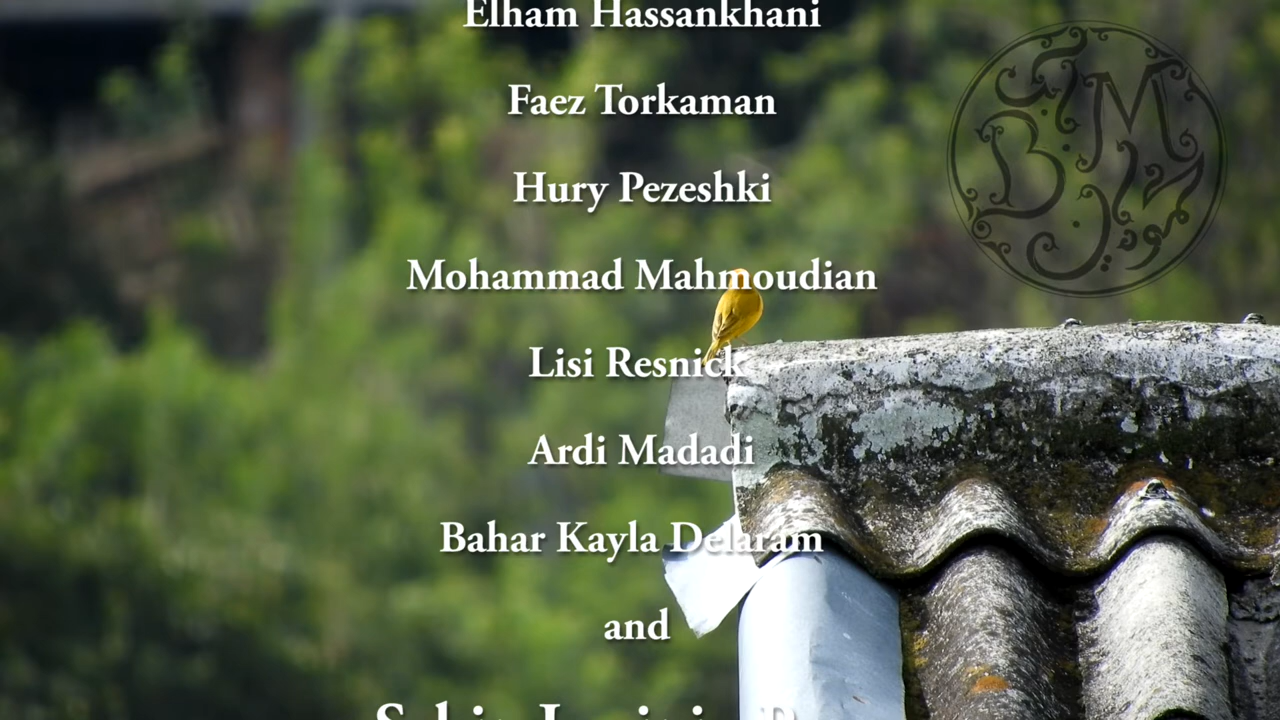 Elham Hassankhani
Faez Torkaman
Hury Pezeshki
Mohammad Mahmoudian
Lisi Resnick
Ardi Madadi
Bahar Kayla Delaram
and
B M